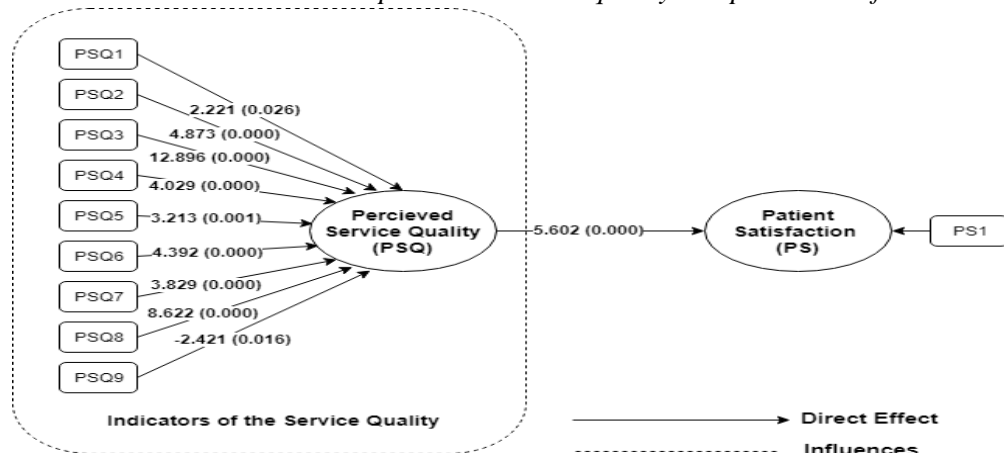 PSQ1
PSQ2
PSQ3
PSQ4
PSQ5
PSQ6
PSQ7
PSQ8
PSQ9
2.221 (0.026)
4.873 (0.000)
12.896 (0.000)
4.029 (0.000)
3.213 (0.001)
4.392 (0.000)
3.829 (0.000)
8.622 (0.000)
-2.421 (0.016)
Percieved
Service Quality
(PSQ)
5.602 (0.000)
Patient
Satisfaction
(PS)
PS1
Indicators of the Service Quality
Direct Effect
Influences